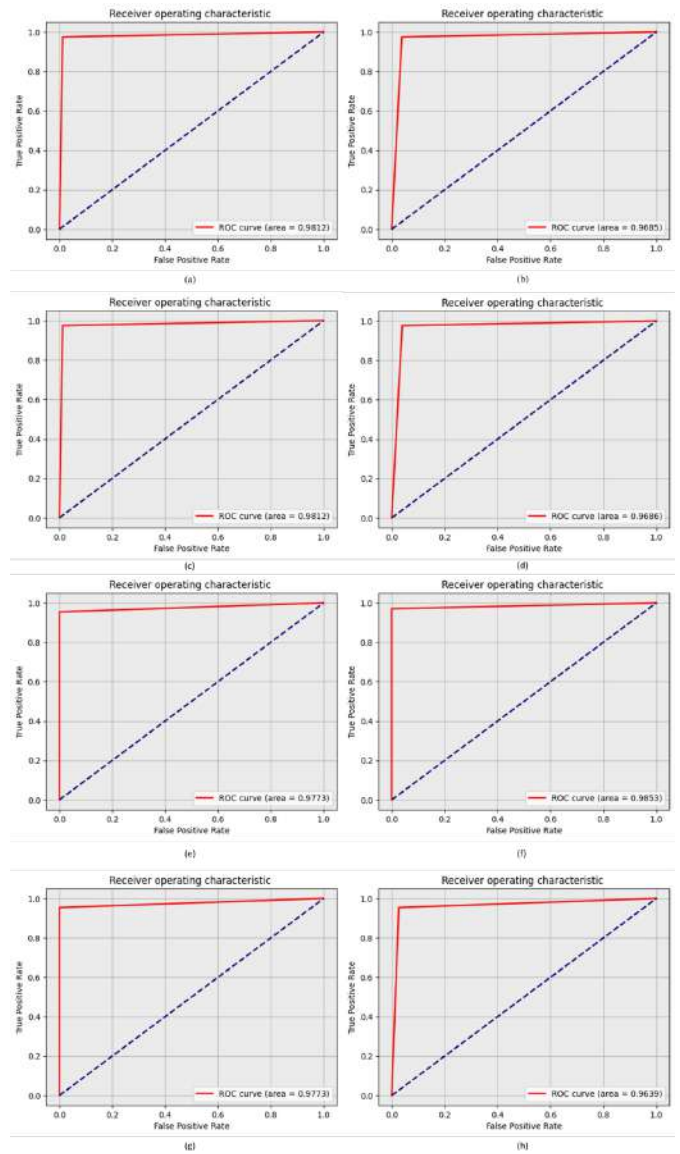 Receiver operating characteristic
1.0
0.8
0.6
0.4
0.2
0.0
True Positive Rate
ROC curve (area = 0.9812)
0.0 0.2 0.4 0.6 0.8 1.0
False Positive Rate
(a)
Receiver operating characteristic
1.0
0.8
0.6
0.4
0.2
0.0
True Positive Rate
ROC curve (area = 0.9685)
0.0 0.2 0.4 0.6 0.8 1.0
False Positive Rate
(b)
Receiver operating characteristic
1.0
0.8
0.6
0.4
0.2
0.0
True Positive Rate
ROC curve (area = 0.9812)
0.0 0.2 0.4 0.6 0.8 1.0
False Positive Rate
(c)
Receiver operating characteristic
1.0
0.8
0.6
0.4
0.2
0.0
True Positive Rate
ROC curve (area = 0.9686)
0.0 0.2 0.4 0.6 0.8 1.0
False Positive Rate
(d)
Receiver operating characteristic
1.0
0.8
0.6
0.4
0.2
0.0
True Positive Rate
ROC curve (area = 0.9773)
0.0 0.2 0.4 0.6 0.8 1.0
False Positive Rate
(e)
Receiver operating characteristic
1.0
0.8
0.6
0.4
0.2
0.0
True Positive Rate
ROC curve (area = 0.9853)
0.0 0.2 0.4 0.6 0.8 1.0
False Positive Rate
(f)
Receiver operating characteristic
1.0
0.8
0.6
0.4
0.2
0.0
True Positive Rate
ROC curve (area = 0.9773)
0.0 0.2 0.4 0.6 0.8 1.0
False Positive Rate
(g)
Receiver operating characteristic
1.0
0.8
0.6
0.4
0.2
0.0
True Positive Rate
ROC curve (area = 0.9639)
0.0 0.2 0.4 0.6 0.8 1.0
False Positive Rate
(h)